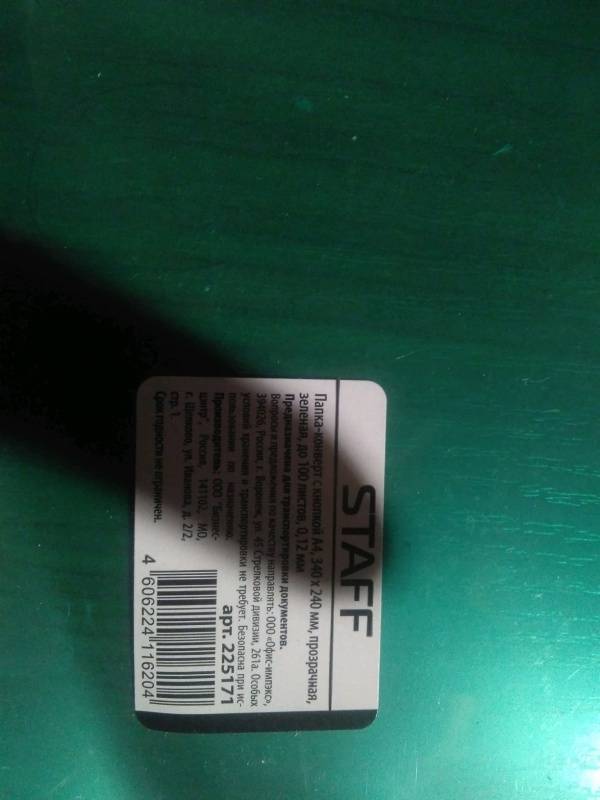 STAFF
Папка-конверт с кнопкой А4, 340 х 240 мм, прозрачная,
зеленая, до 100 листов, 0,12 мм
Предназначена для транспортировки документов.
Вопросы и предложения по качеству направлять: ООО «Офис-импэкс»,
394026, Россия, г. Воронеж, ул. 45 Стрелковой дивизии, 261а. Особых
условий хранения и транспортировки не требует. Безопасна при ис-
пользовании по назначению.
арт. 225171
Производитель: ООО "Бизнес-
центр", Россия, 141102, МО,
г. Щелково, ул. Иванова, д. 2/2,
стр. 1.
Срок годности не ограничен.
4 606224 116204